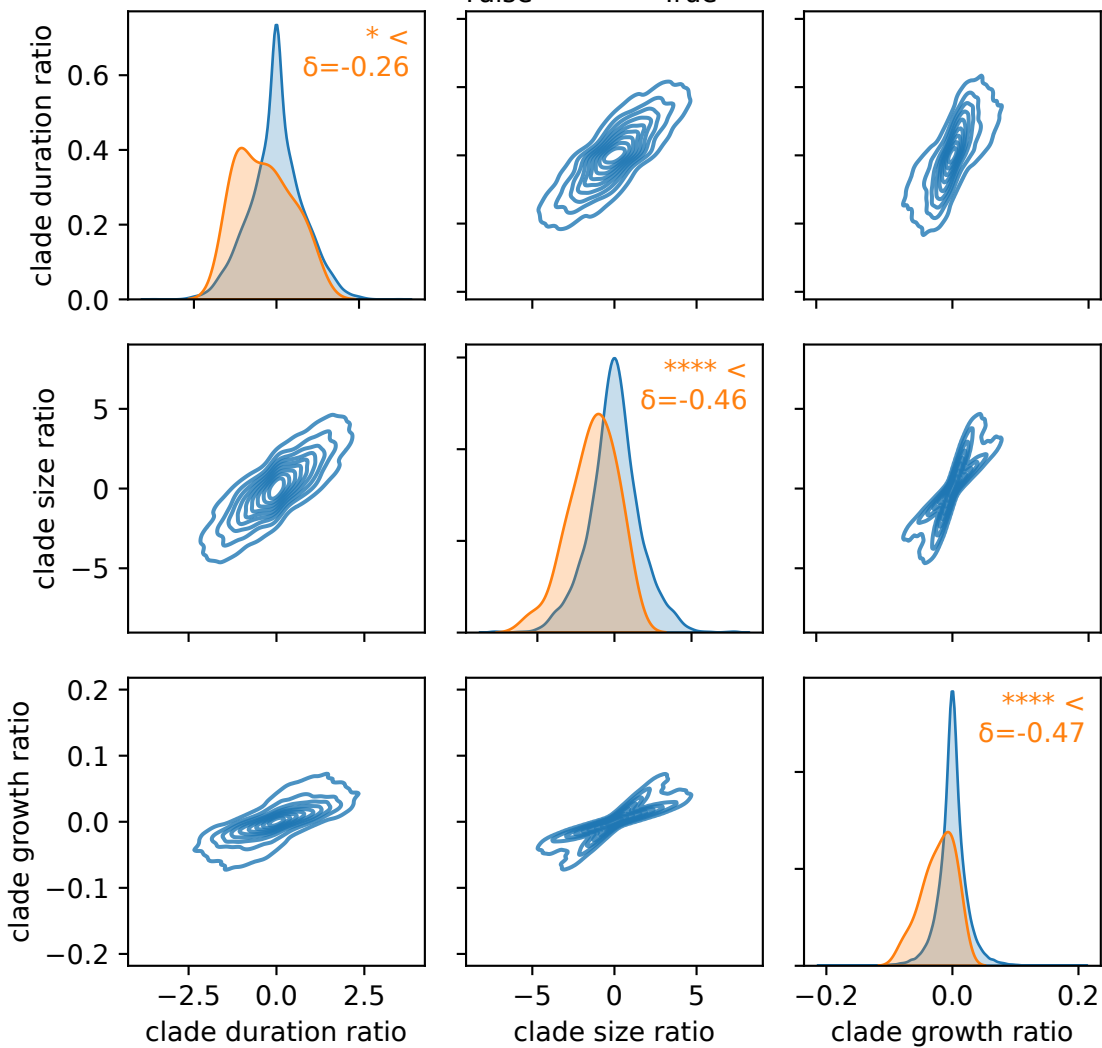 True
* <
δ=-0.26
clade duration ratio
0.6
0.4
0.2
0.0
**** <
δ=-0.46
clade size ratio
5
0
−5
**** <
δ=-0.47
clade growth ratio
0.2
0.1
0.0
−0.1
−0.2
−2.5 0.0 2.5
−5 0 5
−0.2 0.0 0.2
clade duration ratio
clade size ratio
clade growth ratio